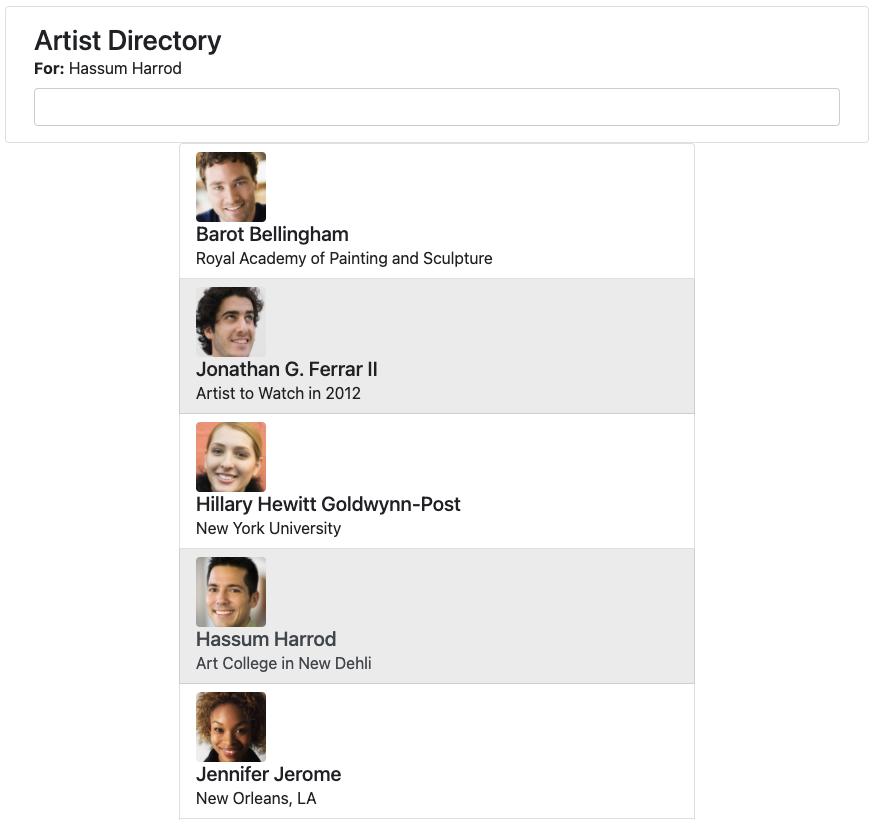 Artist Directory
For: Hassum Harrod
Barot Bellingham
Royal Academy of Painting and Sculpture
Jonathan G. Ferrar II
Artist to Watch in 2012
Hillary Hewitt Goldwynn-Post
New York University
Hassum Harrod
Art College in New Dehli
Jennifer Jerome
New Orleans, LA